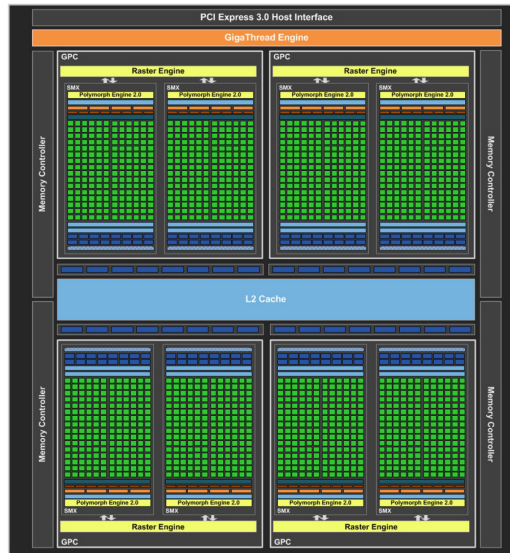 PCI Express 3.0 Host Interface
GigaThread Engine
Memory Controller
GPC
Raster Engine
SMX
Polymorph Engine 2.0
Polymorph Engine 2.0
GPC
Raster Engine
SMX
Polymorph Engine 2.0
Polymorph Engine 2.0
Memory Controller
L2 Cache
Memory Controller
Polymorph Engine 2.0
SMX
Polymorph Engine 2.0
SMX
Raster Engine
GPC
Polymorph Engine 2.0
SMX
Polymorph Engine 2.0
SMX
Raster Engine
GPC
Memory Controller